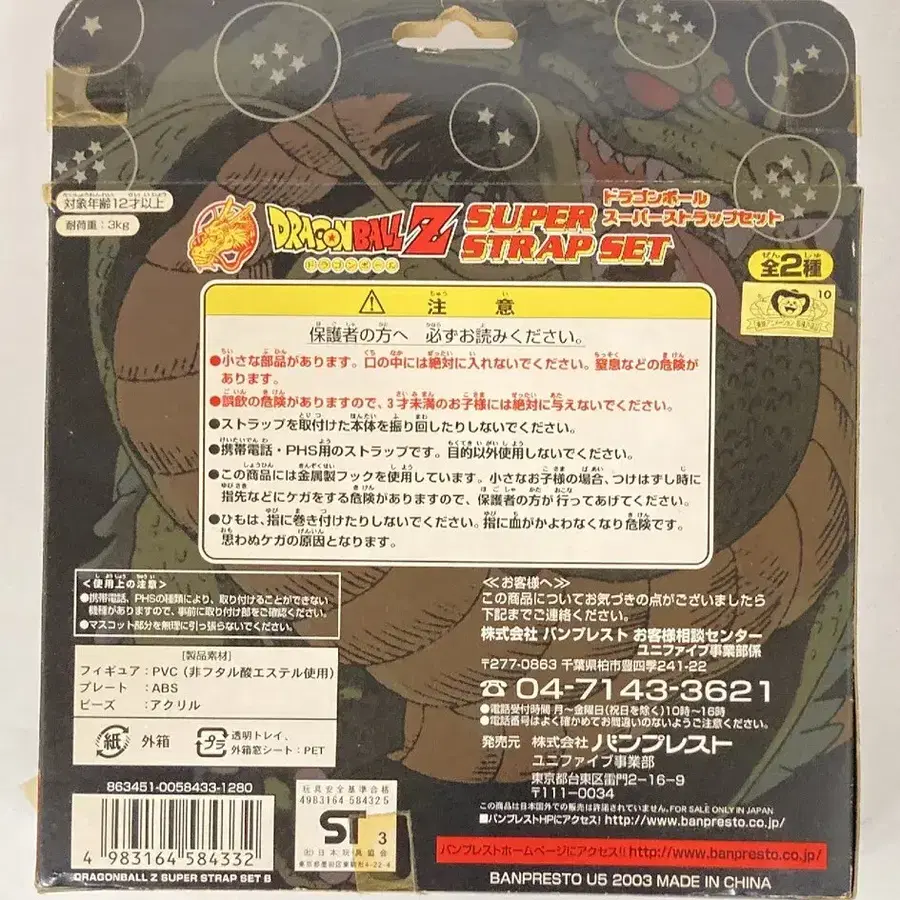 対象年齢12才以上
耐荷重：3kg
DRAGON BALL Z
ドラゴンボール
SUPER
STRAP SET
ドラゴンボール
スーパーストラップセット
全2種
10
注意
保護者の方へ 必ずお読みください。
●小さな部品があります。口の中には絶対に入れないでください。窒息などの危険が
あります。
●誤飲の危険がありますので、3才未満のお子様には絶対に与えないでください。
●ストラップを取付けた本体を振り回したりしないでください。
●携帯電話・PHS用のストラップです。目的以外使用しないでください。
●この商品には金属製フックを使用しています。小さなお子様の場合、つけはずし時に
指先などにケガをする危険がありますので、保護者の方が行ってあげてください。
●ひもは、指に巻き付けたりしないでください。指に血がかよわなくなり危険です。
思わぬケガの原因となります。
<使用上の注意>
●携帯電話、PHSの種類により、取り付けることができない
機種がありますので、事前に取り付け部をご確認ください。
●マスコット部分を無理に引っ張らないでください。
[製品素材]
フィギュア：PVC（非フタル酸エステル使用）
プレート：ABS
ビーズ：アクリル
紙 外箱
プラ 透明トレイ、
外箱窓シート：PET
863451-0058433-1280
4 983164 584332
DRAGONBALL Z SUPER STRAP SET B
玩具安全基準合格
4983164 584325
ST 3
㈳日本玩具協会
東京都墨田区東駒形4-22-4
≪お客様へ≫
この商品についてお気づきの点がございましたら
下記までご連絡ください。
株式会社 バンプレスト お客様相談センター
ユニファイブ事業部係
〒277-0863 千葉県柏市豊四季241-22
☎04-7143-3621
●電話受付時間 月～金曜日(祝日を除く)10時～16時
●電話番号はよく確かめてお間違いのないようご注意ください。
発売元 株式会社 バンプレスト
ユニファイブ事業部
東京都台東区雷門2-16-9
〒111-0034
この商品は日本国外での販売は許諾されていません。FOR SALE ONLY IN JAPAN
■バンプレストHPにアクセス! http://www.banpresto.co.jp/
バンプレストホームページにアクセス!! http://www.banpresto.co.jp/
BANPRESTO U5 2003 MADE IN CHINA